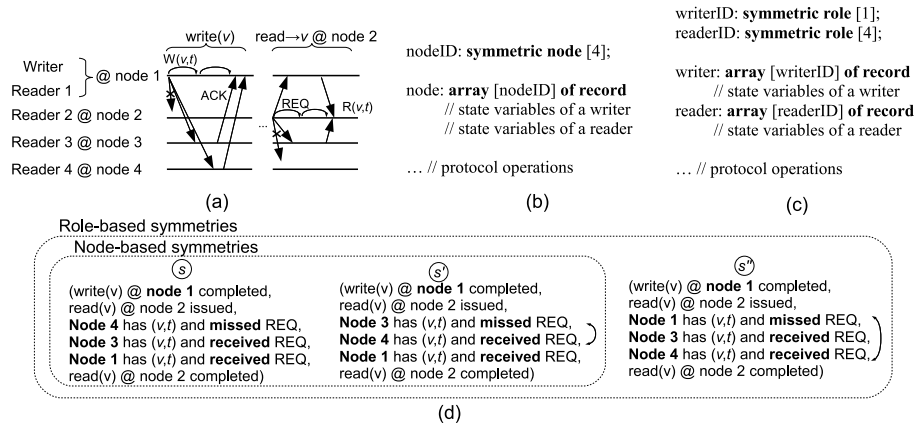 write(v)
read→v @ node 2
W(v,t)
Writer
Reader 1
@ node 1
ACK
REQ
R(v,t)
...
Reader 2 @ node 2
Reader 3 @ node 3
Reader 4 @ node 4
(a)
nodeID: symmetric node [4];
node: array [nodeID] of record
// state variables of a writer
// state variables of a reader
… // protocol operations
(b)
writerID: symmetric role [1];
readerID: symmetric role [4];
writer: array [writerID] of record
// state variables of a writer
reader: array [readerID] of record
// state variables of a reader
… // protocol operations
(c)
Role-based symmetries
Node-based symmetries
s
(write(v) @ node 1 completed,
read(v) @ node 2 issued,
Node 4 has (v,t) and missed REQ,
Node 3 has (v,t) and received REQ,
Node 1 has (v,t) and received REQ,
read(v) @ node 2 completed)
s'
(write(v) @ node 1 completed,
read(v) @ node 2 issued,
Node 3 has (v,t) and missed REQ,
Node 4 has (v,t) and received REQ,
Node 1 has (v,t) and received REQ,
read(v) @ node 2 completed)
s''
(write(v) @ node 1 completed,
read(v) @ node 2 issued,
Node 1 has (v,t) and missed REQ,
Node 3 has (v,t) and received REQ,
Node 4 has (v,t) and received REQ,
read(v) @ node 2 completed)
(d)